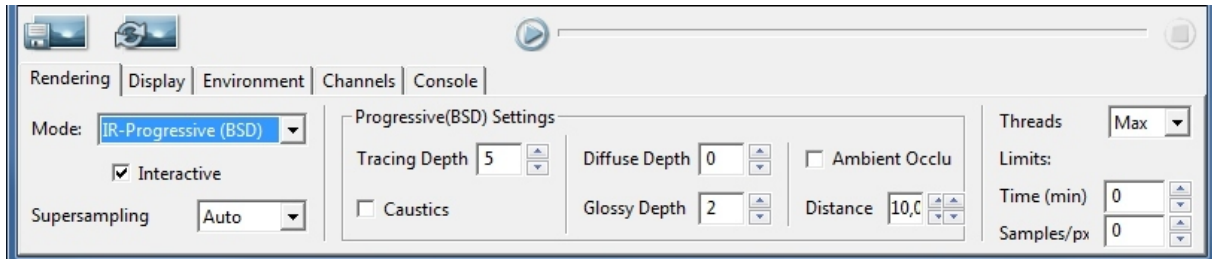 Rendering Display Environment Channels Console
Mode: IR-Progressive (BSD)
Interactive
Supersampling Auto
Progressive(BSD) Settings
Tracing Depth 5
Caustics
Diffuse Depth 0
Glossy Depth 2
Ambient Occlu
Distance 10,0
Threads Max
Limits:
Time (min) 0
Samples/px 0